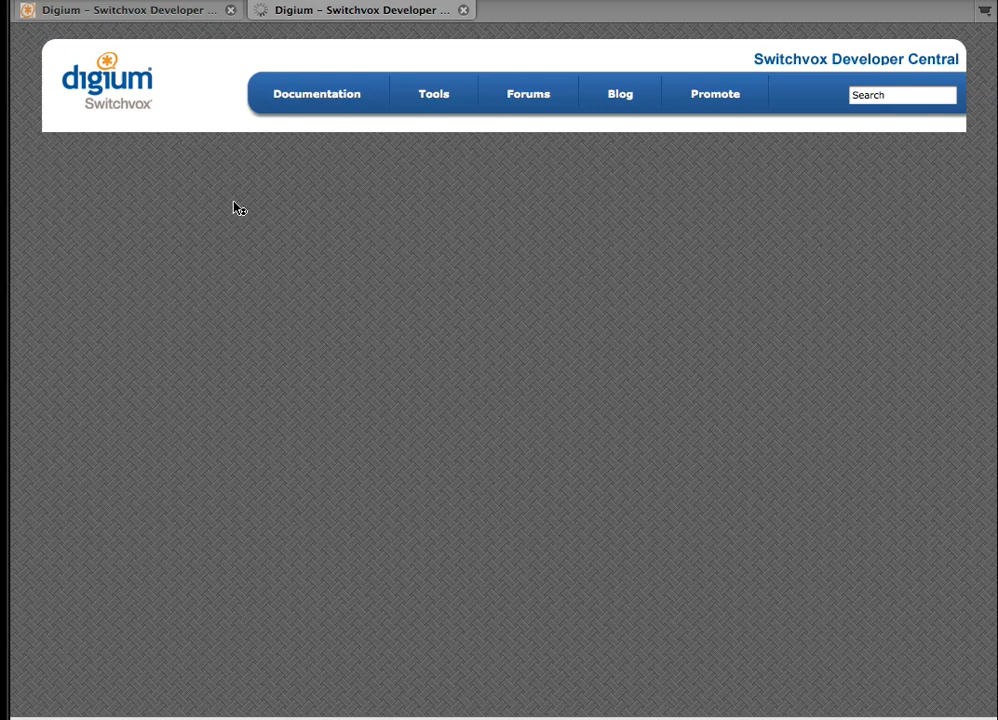 Digium – Switchvox Developer ...
Digium – Switchvox Developer ...
Switchvox Developer Central
digium
Switchvox
Documentation
Tools
Forums
Blog
Promote
Search